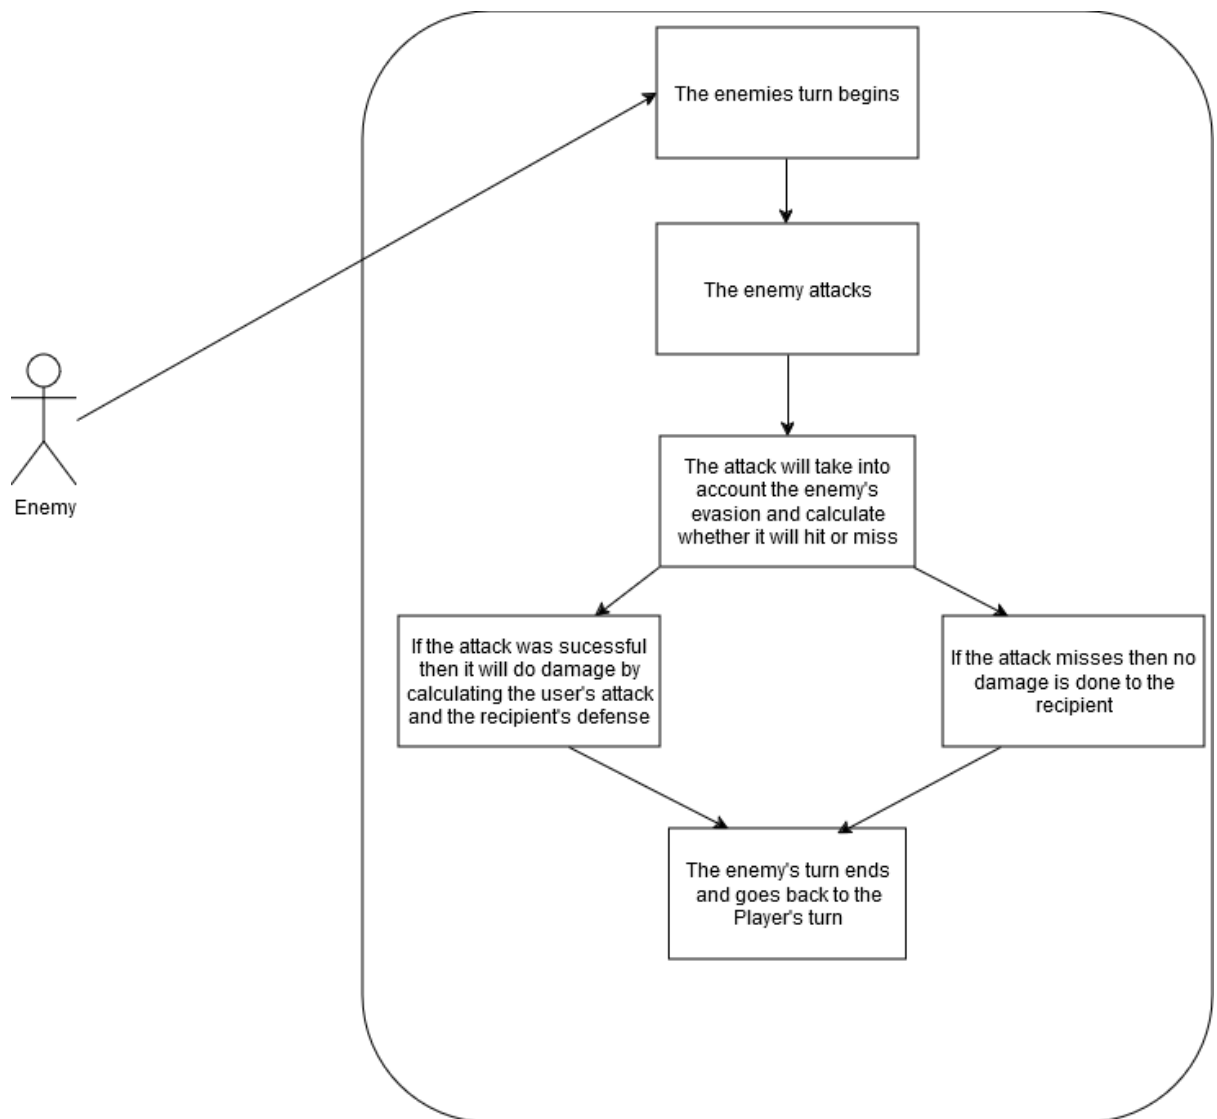 The enemies turn begins
The enemy attacks
Enemy
The attack will take into
account the enemy's
evasion and calculate
whether it will hit or miss
If the attack was sucessful
then it will do damage by
calculating the user's attack
and the recipient's defense
If the attack misses then no
damage is done to the
recipient
The enemy's turn ends
and goes back to the
Player's turn